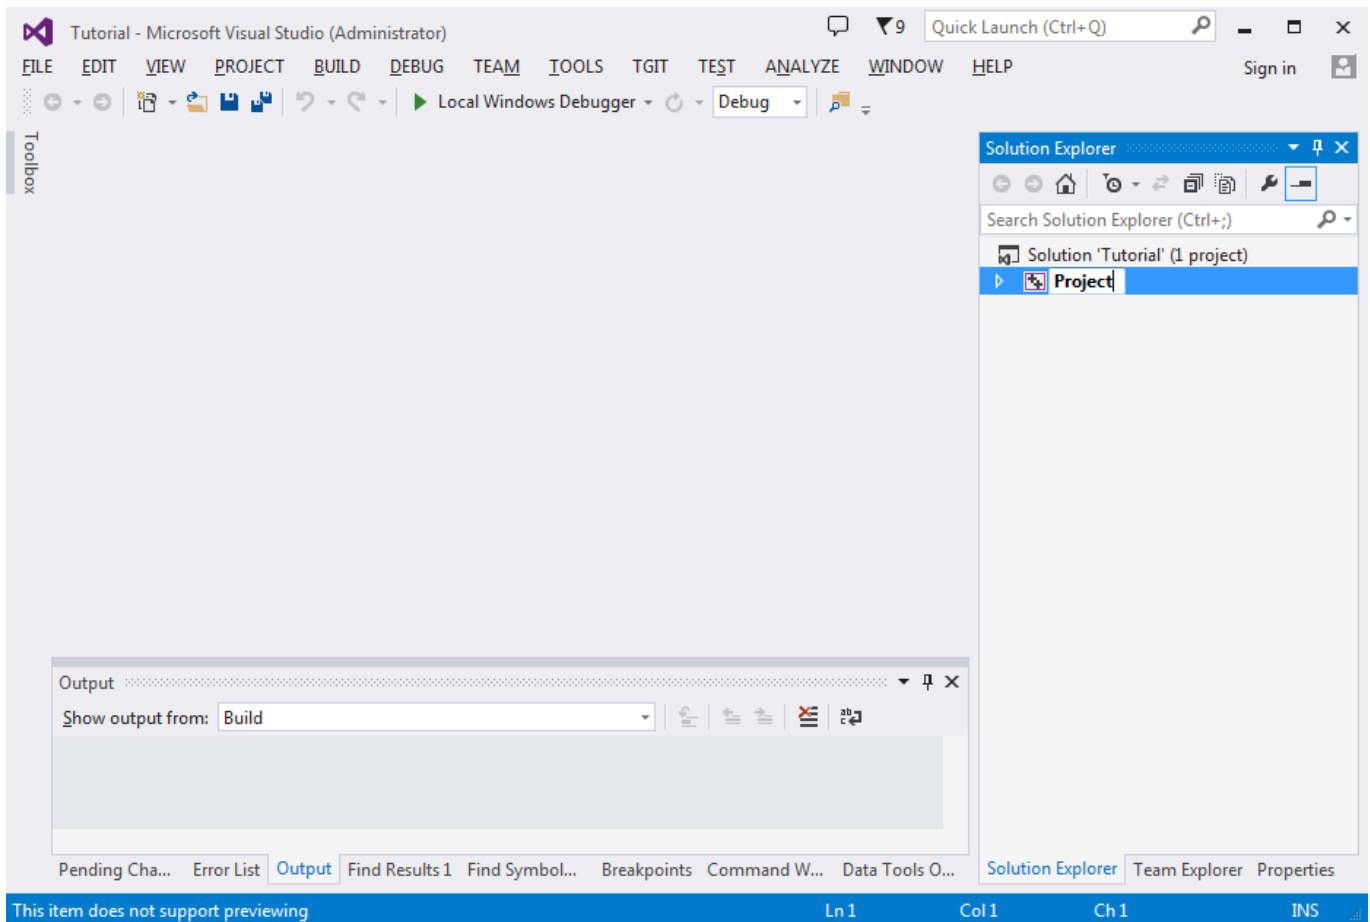 Tutorial - Microsoft Visual Studio (Administrator) 9 Quick Launch (Ctrl+Q)
FILE EDIT VIEW PROJECT BUILD DEBUG TEAM TOOLS TGIT TEST ANALYZE WINDOW HELP Sign in
Local Windows Debugger Debug
Toolbox
Solution Explorer
Search Solution Explorer (Ctrl+;)
Solution 'Tutorial' (1 project)
Project
Output
Show output from: Build
Pending Cha... Error List Output Find Results 1 Find Symbol... Breakpoints Command W... Data Tools O...
Solution Explorer Team Explorer Properties
This item does not support previewing Ln 1 Col 1 Ch 1 INS